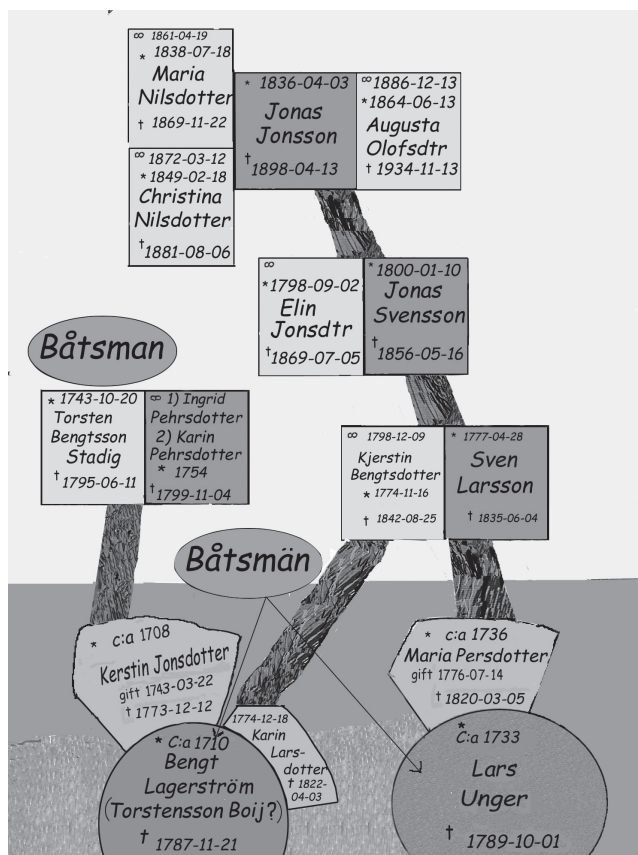 ∞ 1861-04-19
* 1838-07-18
Maria
Nilsdotter
† 1869-11-22
∞ 1872-03-12
* 1849-02-18
Christina
Nilsdotter
† 1881-08-06
* 1836-04-03
Jonas
Jonsson
† 1898-04-13
∞ 1886-12-13
* 1864-06-13
Augusta
Olofsdtr
† 1934-11-13
∞
* 1798-09-02
Elin
Jonsdtr
† 1869-07-05
* 1800-01-10
Jonas
Svensson
† 1856-05-16
Båtsman
* 1743-10-20
Torsten
Bengtsson
Stadig
† 1795-06-11
∞ 1) Ingrid
Pehrsdotter
2) Karin
Pehrsdotter
* 1754
† 1799-11-04
∞ 1798-12-09
Kjerstin
Bengtsdotter
* 1774-11-16
† 1842-08-25
* 1777-04-28
Sven
Larsson
† 1835-06-04
Båtsmän
* c:a 1708
Kerstin Jonsdotter
gift 1743-03-22
† 1773-12-12
* c:a 1736
Maria Persdotter
gift 1776-07-14
† 1820-03-05
1774-12-18
Karin
Lars-
dotter
† 1822-
04-03
* C:a 1710
Bengt
Lagerström
(Torstensson Boij?)
† 1787-11-21
*
C:a 1733
Lars
Unger
† 1789-10-01